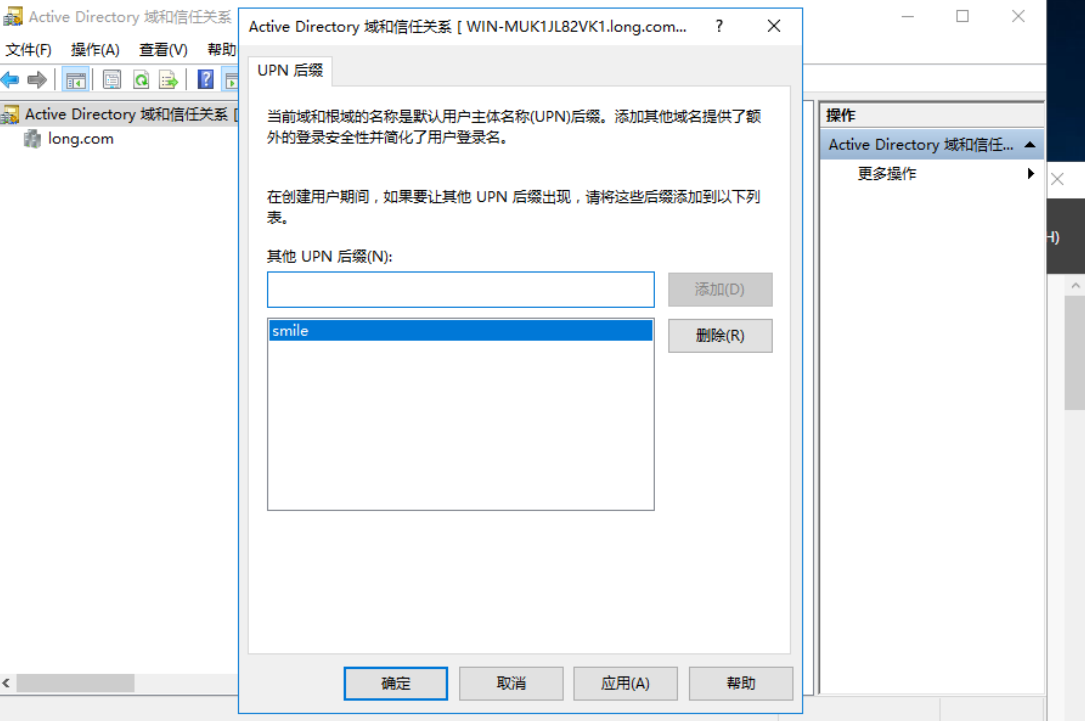 Active Directory 域和信任关系
文件(F) 操作(A) 查看(V) 帮助
Active Directory 域和信任关系 [
long.com
Active Directory 域和信任关系 [ WIN-MUK1JL82VK1.long.com... ?
UPN 后缀
当前域和根域的名称是默认用户主体名称(UPN)后缀。添加其他域名提供了额
外的登录安全性并简化了用户登录名。
在创建用户期间，如果要让其他 UPN 后缀出现，请将这些后缀添加到以下列
表。
其他 UPN 后缀(N):
添加(D)
smile
删除(R)
确定 取消 应用(A) 帮助
操作
Active Directory 域和信任...
更多操作
H)